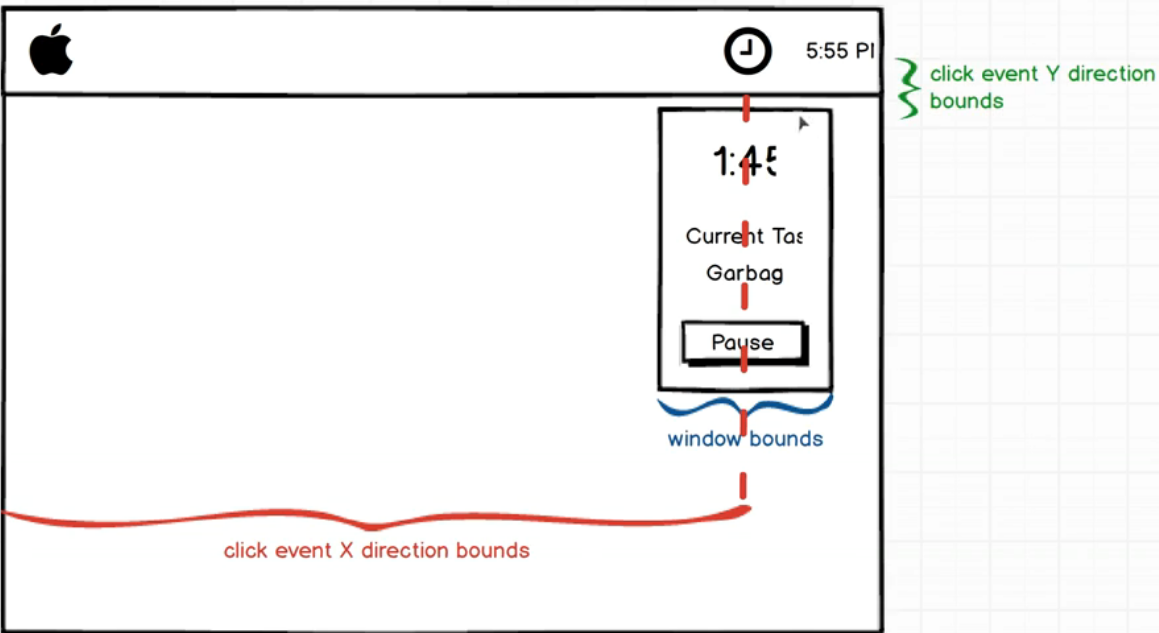 5:55 PI
click event Y direction
bounds
1:45
Current Tas
Garbag
Pause
window bounds
click event X direction bounds